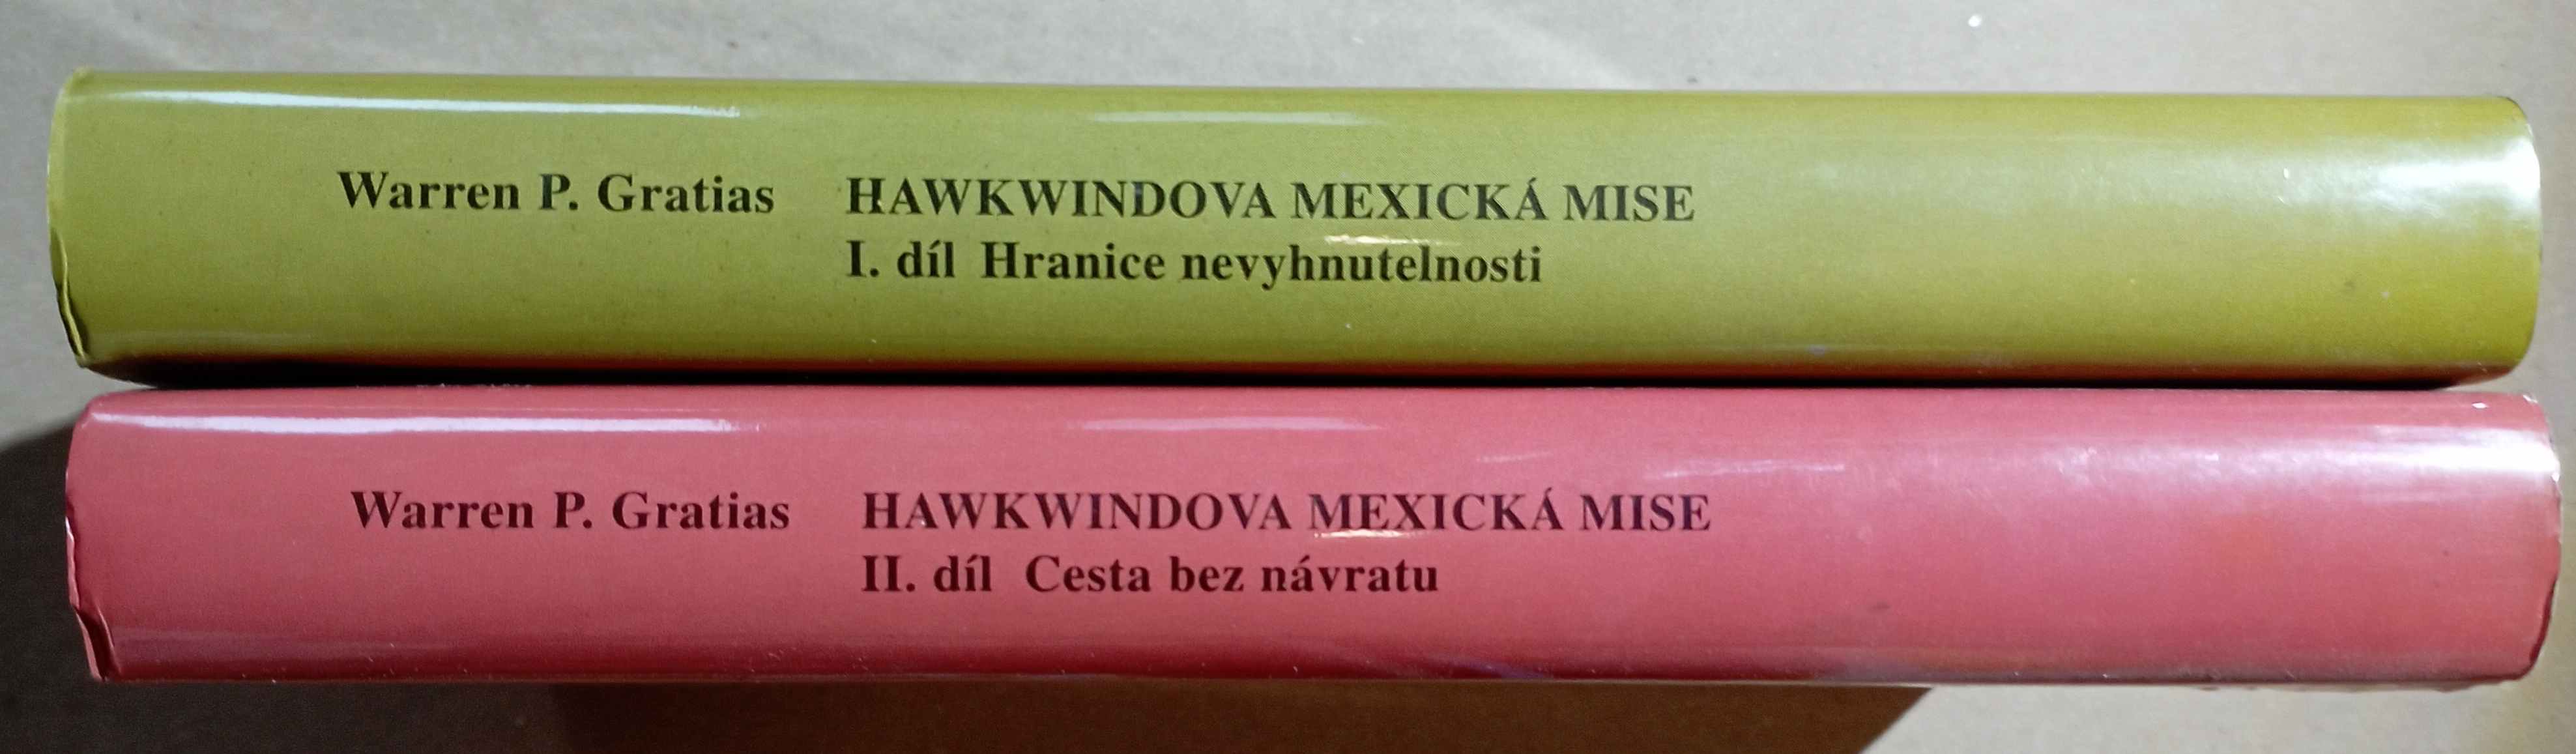 Warren P. Gratias HAWKWINDOVA MEXICKÁ MISE
I. díl Hranice nevyhnutelnosti
Warren P. Gratias HAWKWINDOVA MEXICKÁ MISE
II. díl Cesta bez návratu